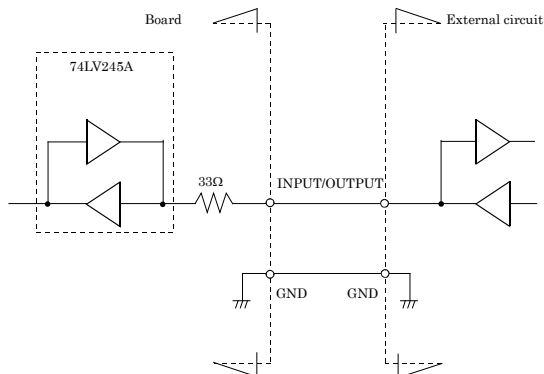 Board
External circuit
74LV245A
33Ω
INPUT/OUTPUT
GND
GND